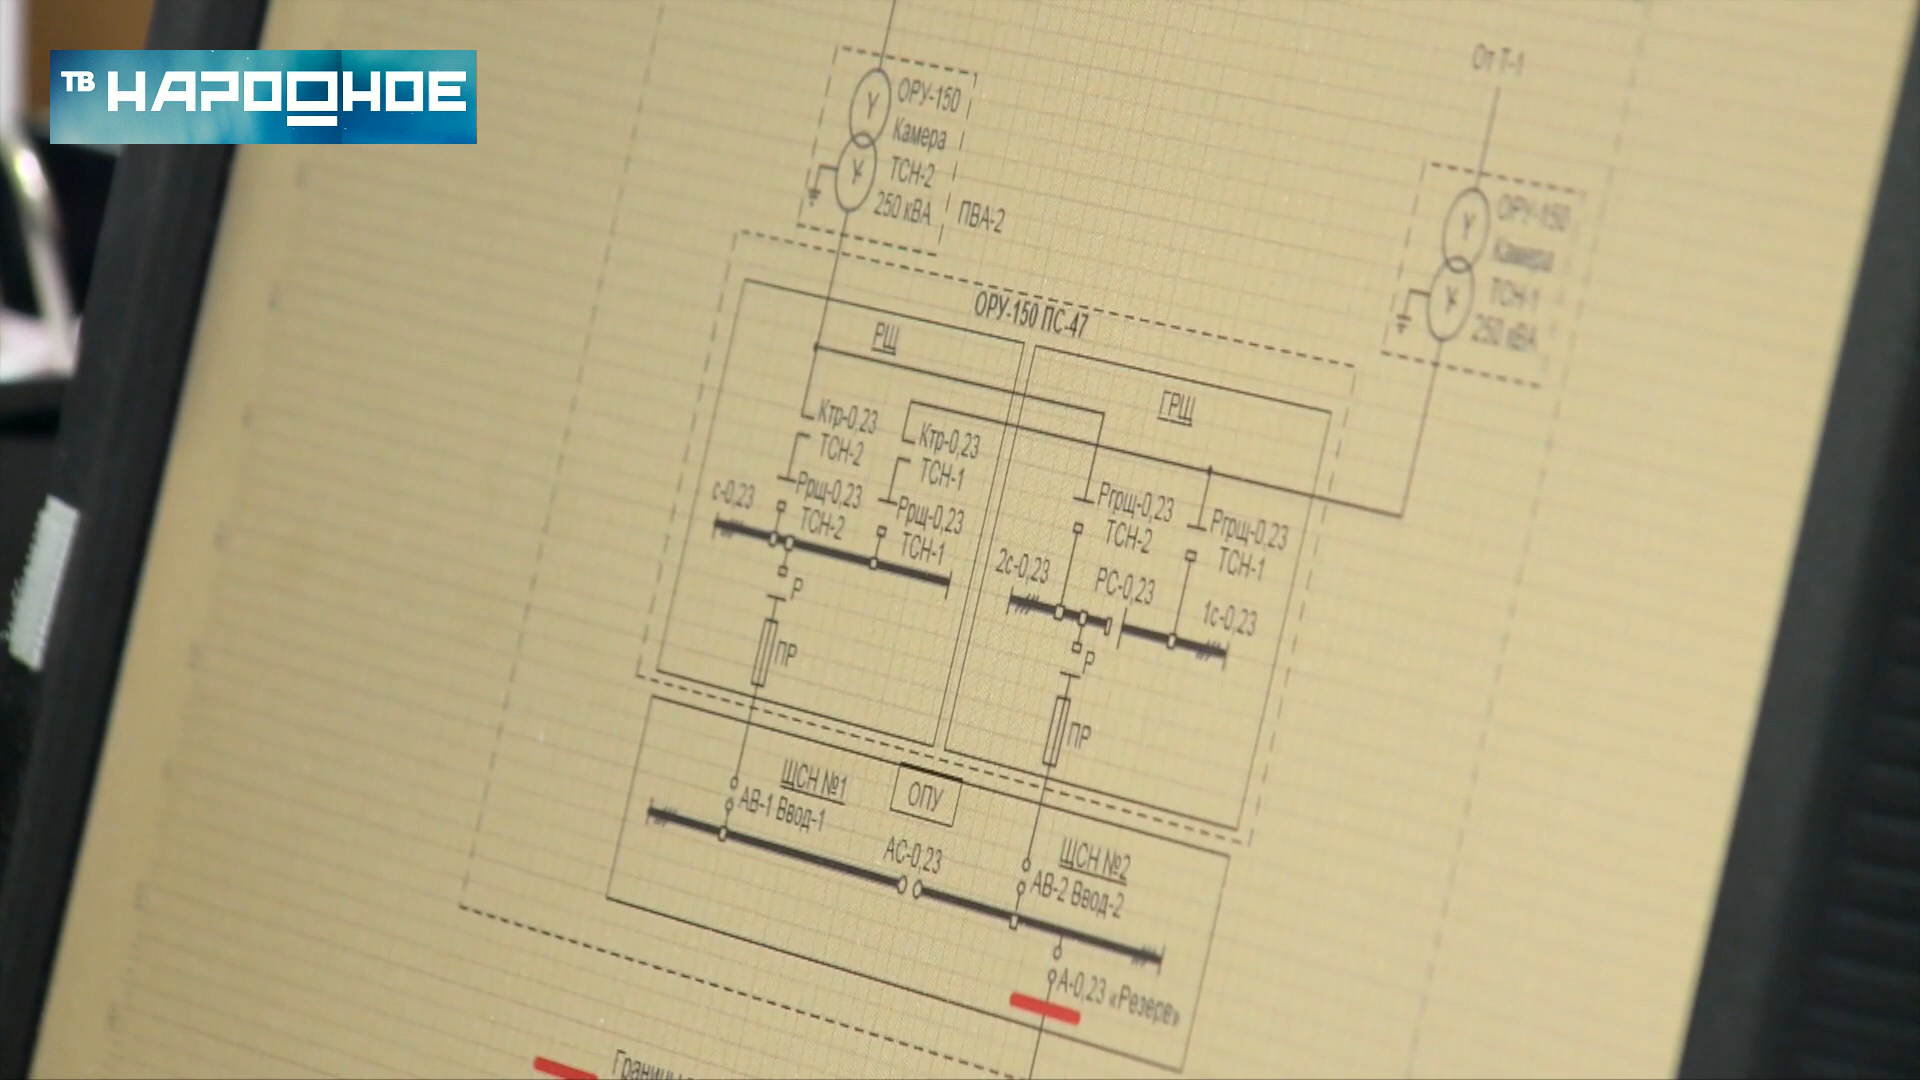 ТВ НАРОДНОЕ
От Т-1
ОРУ-150
Камера
ТСН-2
250 кВА
ПВА-2
ОРУ-150
Камера
ТСН-1
250 кВА
ОРУ-150 ПС-47
РЩ
ГРЩ
Ктр-0,23
ТСН-2
Ктр-0,23
ТСН-1
с-0,23
Ррщ-0,23
ТСН-2
Ррщ-0,23
ТСН-1
Ргрщ-0,23
ТСН-2
Ргрщ-0,23
ТСН-1
2с-0,23
РС-0,23
1с-0,23
Р
ПР
Р
ПР
ЩСН №1
ОПУ
АВ-1 Ввод-1
АС-0,23
ЩСН №2
АВ-2 Ввод-2
А-0,23 «Резерв»